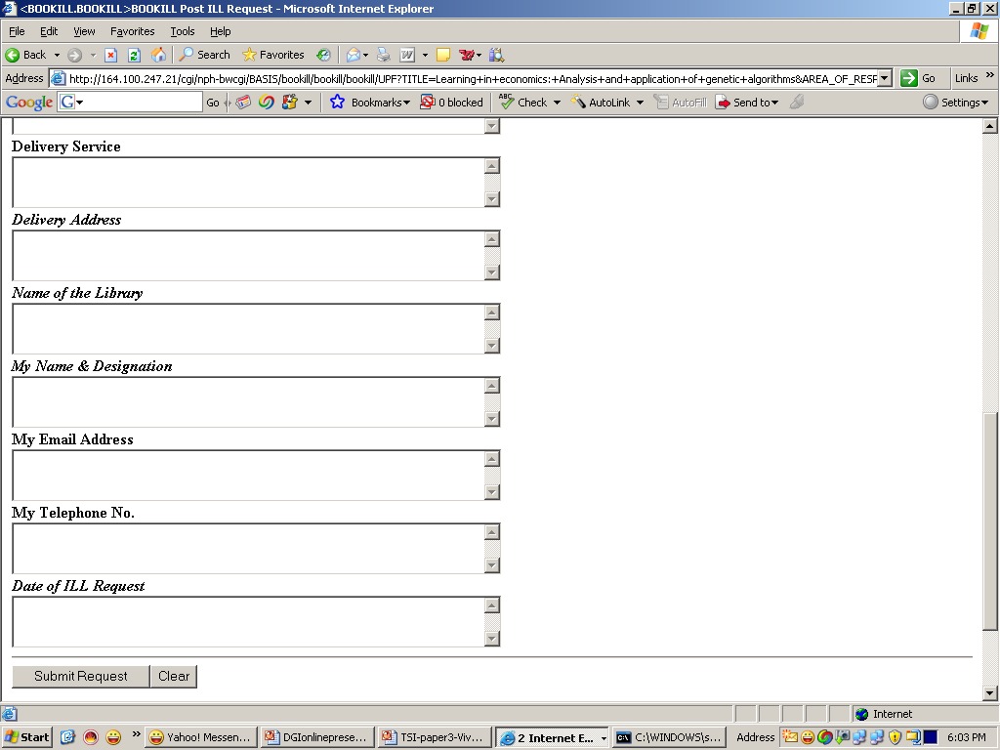 <BOOKILL.BOOKILL>BOOKILL Post ILL Request - Microsoft Internet Explorer
File Edit View Favorites Tools Help
Back Search Favorites
Address http://164.100.247.21/cgi/nph-bwcgi/BASIS/bookill/bookill/bookill/UPF?TITLE=Learning+in+economics:+Analysis+and+application+of+genetic+algorithms&AREA_OF_RESF Go Links »
Google G Go Bookmarks 0 blocked ABC Check AutoLink AutoFill Send to Settings
Delivery Service
Delivery Address
Name of the Library
My Name & Designation
My Email Address
My Telephone No.
Date of ILL Request
Submit Request Clear
Internet
Start » Yahoo! Messen... DGIonlineprese... TSI-paper3-Viv... 2 Internet E... C:\WINDOWS\s... Address » 6:03 PM